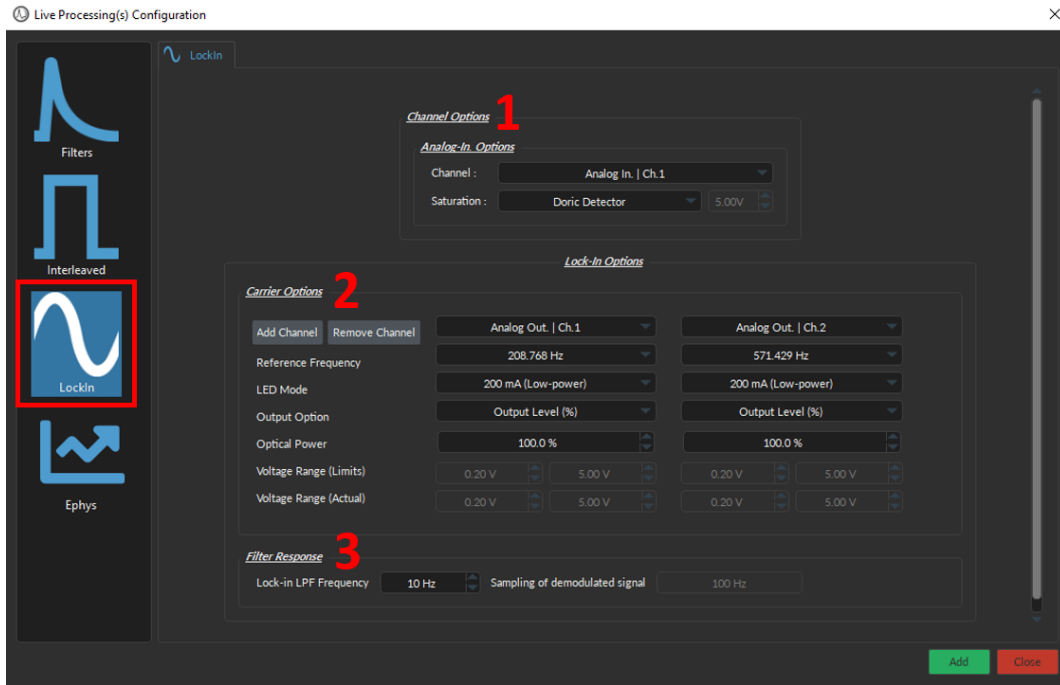 Live Processing(s) Configuration
LockIn
Filters
Interleaved
LockIn
Ephys
Channel Options 1
Analog-In. Options
Channel : Analog In. | Ch.1
Saturation : Doric Detector 5.00V
Lock-In Options
Carrier Options 2
Add Channel Remove Channel Analog Out. | Ch.1 Analog Out. | Ch.2
Reference Frequency 208.768 Hz 571.429 Hz
LED Mode 200 mA (Low-power) 200 mA (Low-power)
Output Option Output Level (%) Output Level (%)
Optical Power 100.0 % 100.0 %
Voltage Range (Limits) 0.20 V 5.00 V 0.20 V 5.00 V
Voltage Range (Actual) 0.20 V 5.00 V 0.20 V 5.00 V
Filter Response 3
Lock-in LPF Frequency 10 Hz Sampling of demodulated signal 100 Hz
Add Close